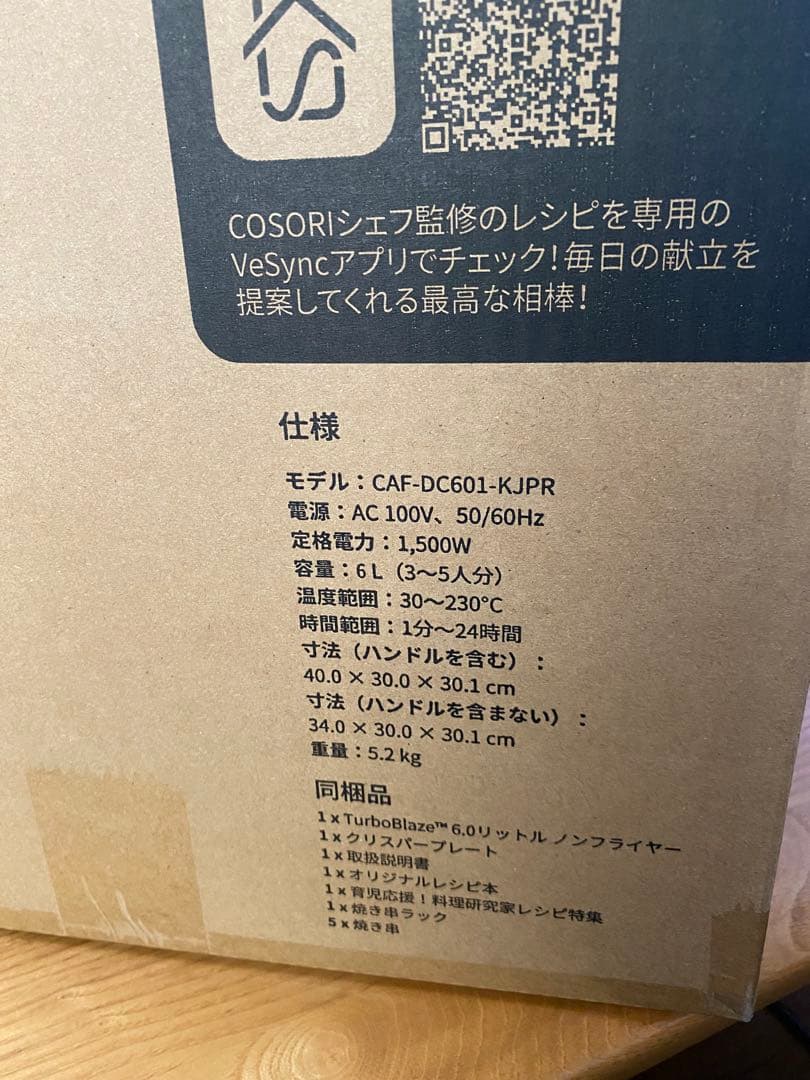 COSORIシェフ監修のレシピを専用の
VeSyncアプリでチェック!毎日の献立を
提案してくれる最高な相棒!
仕様
モデル：CAF-DC601-KJPR
電源：AC 100V、50/60Hz
定格電力：1,500W
容量：6 L（3～5人分）
温度範囲：30～230°C
時間範囲：1分～24時間
寸法（ハンドルを含む）：
40.0 × 30.0 × 30.1 cm
寸法（ハンドルを含まない）：
34.0 × 30.0 × 30.1 cm
重量：5.2 kg
同梱品
1 x TurboBlaze™ 6.0リットル ノンフライヤー
1 x クリスパープレート
1 x 取扱説明書
1 x オリジナルレシピ本
1 x 育児応援！料理研究家レシピ特集
1 x 焼き串ラック
5 x 焼き串